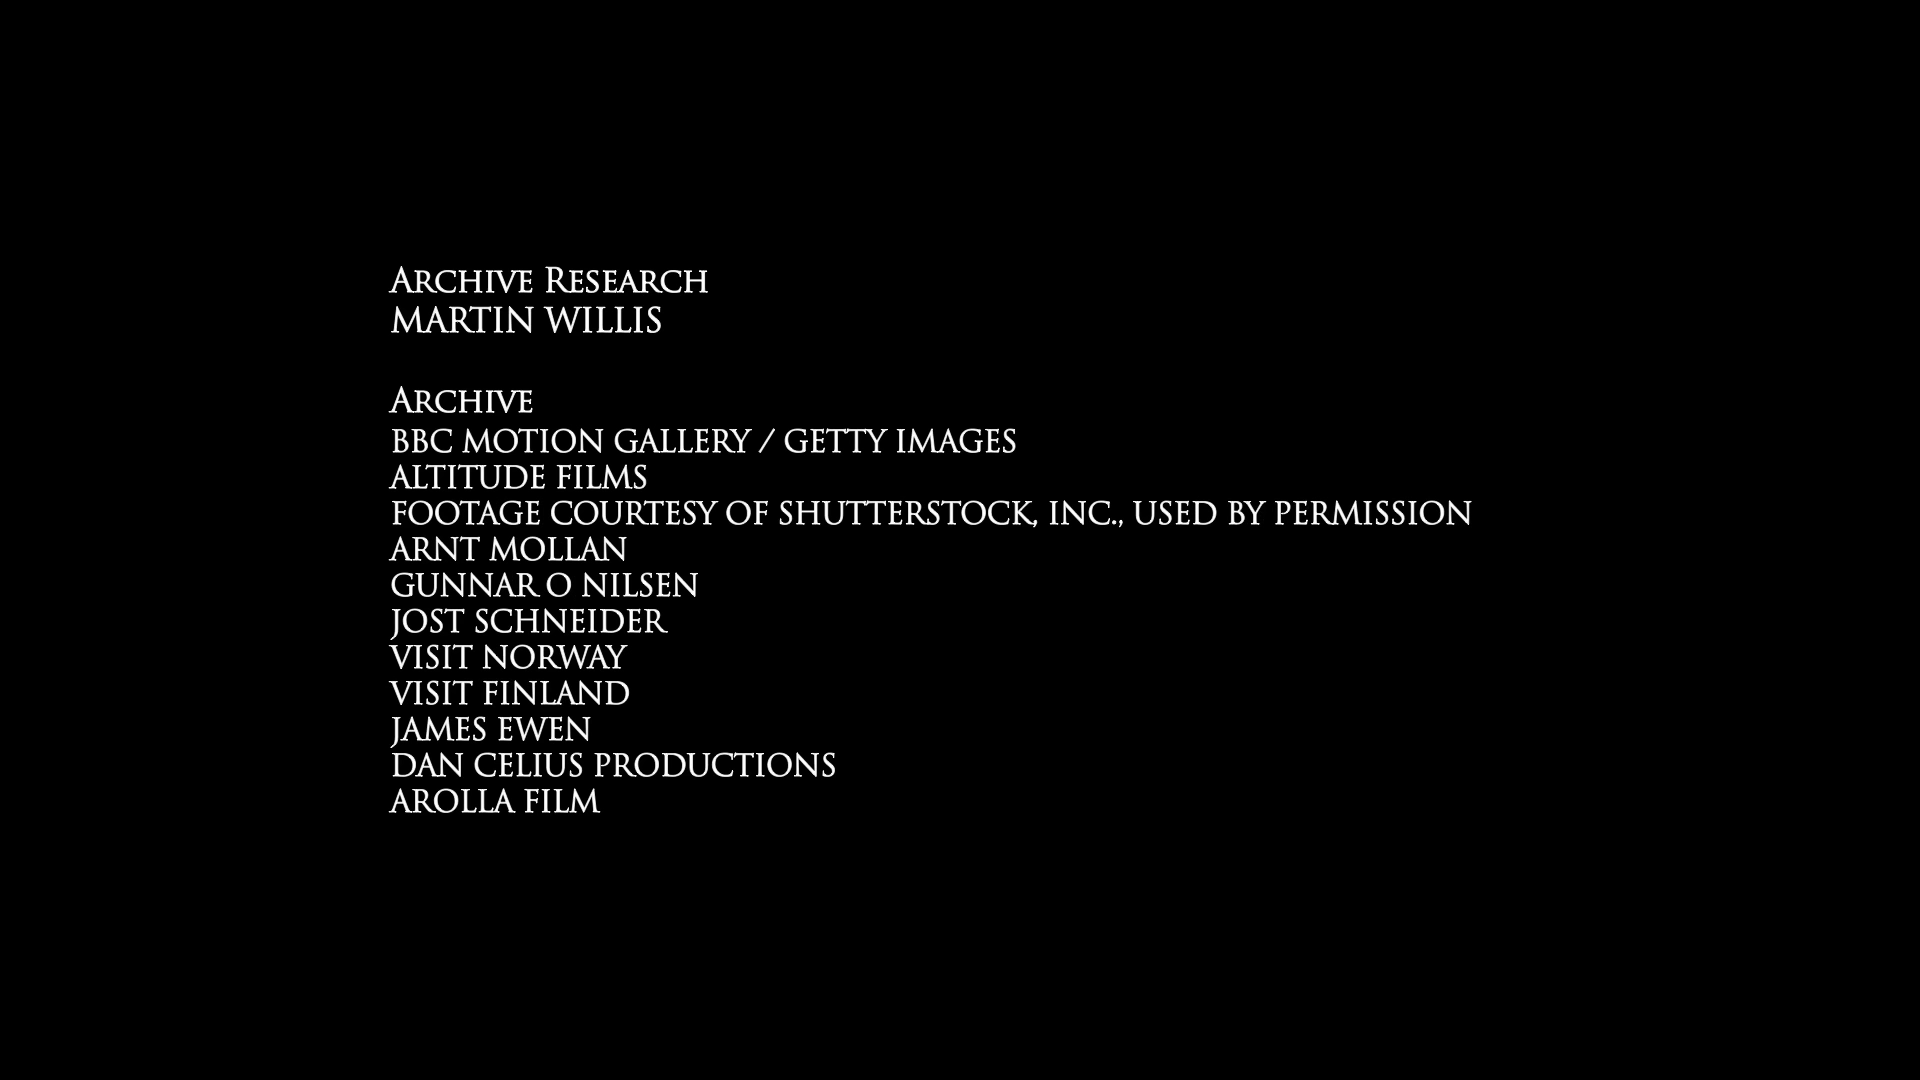 Archive Research
MARTIN WILLIS
Archive
BBC MOTION GALLERY / GETTY IMAGES
ALTITUDE FILMS
FOOTAGE COURTESY OF SHUTTERSTOCK, INC., USED BY PERMISSION
ARNT MOLLAN
GUNNAR O NILSEN
JOST SCHNEIDER
VISIT NORWAY
VISIT FINLAND
JAMES EWEN
DAN CELIUS PRODUCTIONS
AROLLA FILM